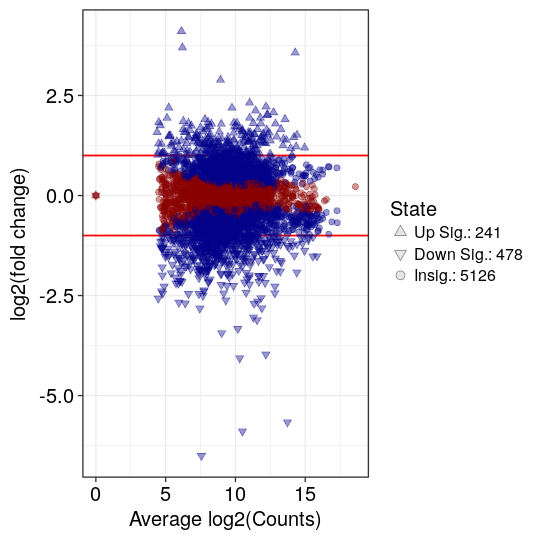 2.5
0.0
-2.5
-5.0
log2(fold change)
0 5 10 15
Average log2(Counts)
State
Up Sig.: 241
Down Sig.: 478
Insig.: 5126